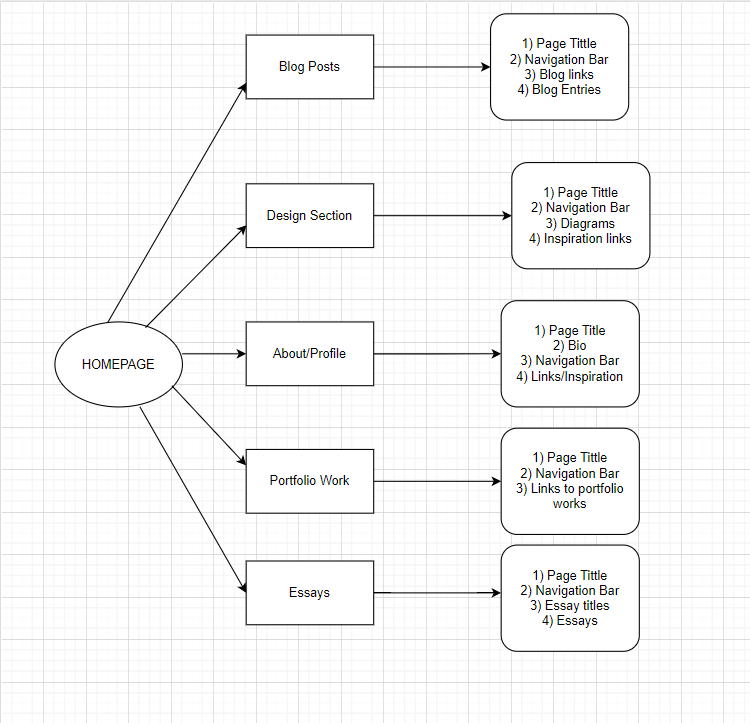 Blog Posts
1) Page Tittle
2) Navigation Bar
3) Blog links
4) Blog Entries
Design Section
1) Page Tittle
2) Navigation Bar
3) Diagrams
4) Inspiration links
HOMEPAGE
About/Profile
1) Page Title
2) Bio
3) Navigation Bar
4) Links/Inspiration
Portfolio Work
1) Page Tittle
2) Navigation Bar
3) Links to portfolio
works
Essays
1) Page Tittle
2) Navigation Bar
3) Essay titles
4) Essays